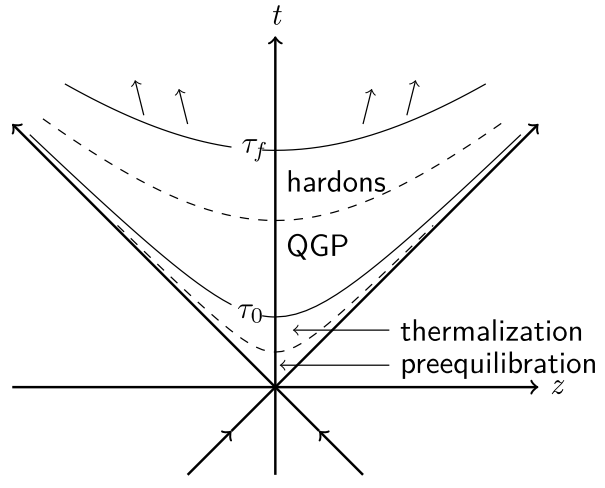 t
τf
hardons
QGP
τ0
thermalization
preequilibration
z